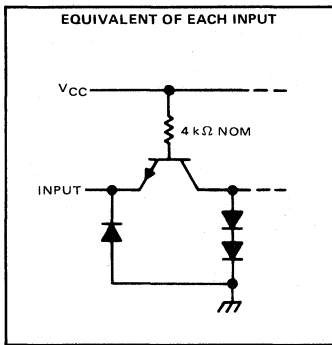 EQUIVALENT OF EACH INPUT
VCC
4 kΩ NOM
INPUT